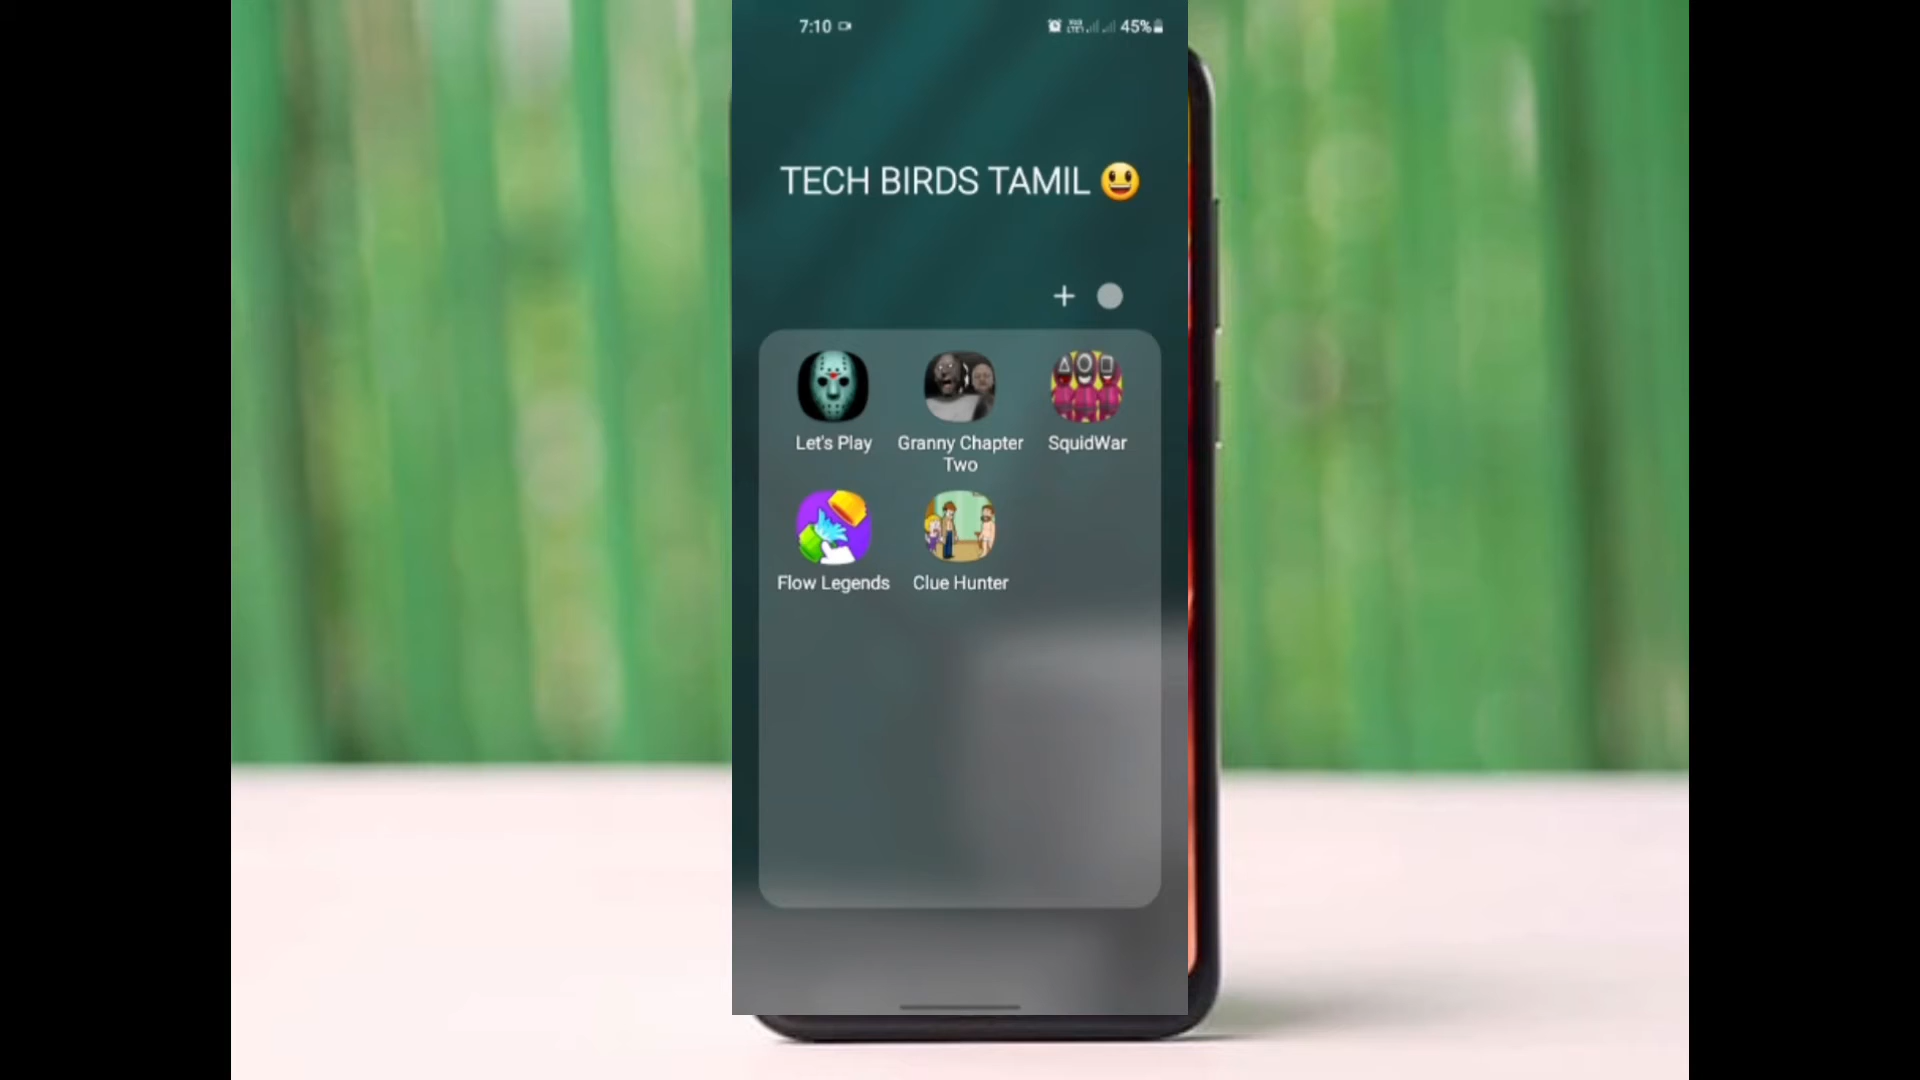 7:10 45%
TECH BIRDS TAMIL 😃
Let's Play Granny Chapter Two SquidWar
Flow Legends Clue Hunter